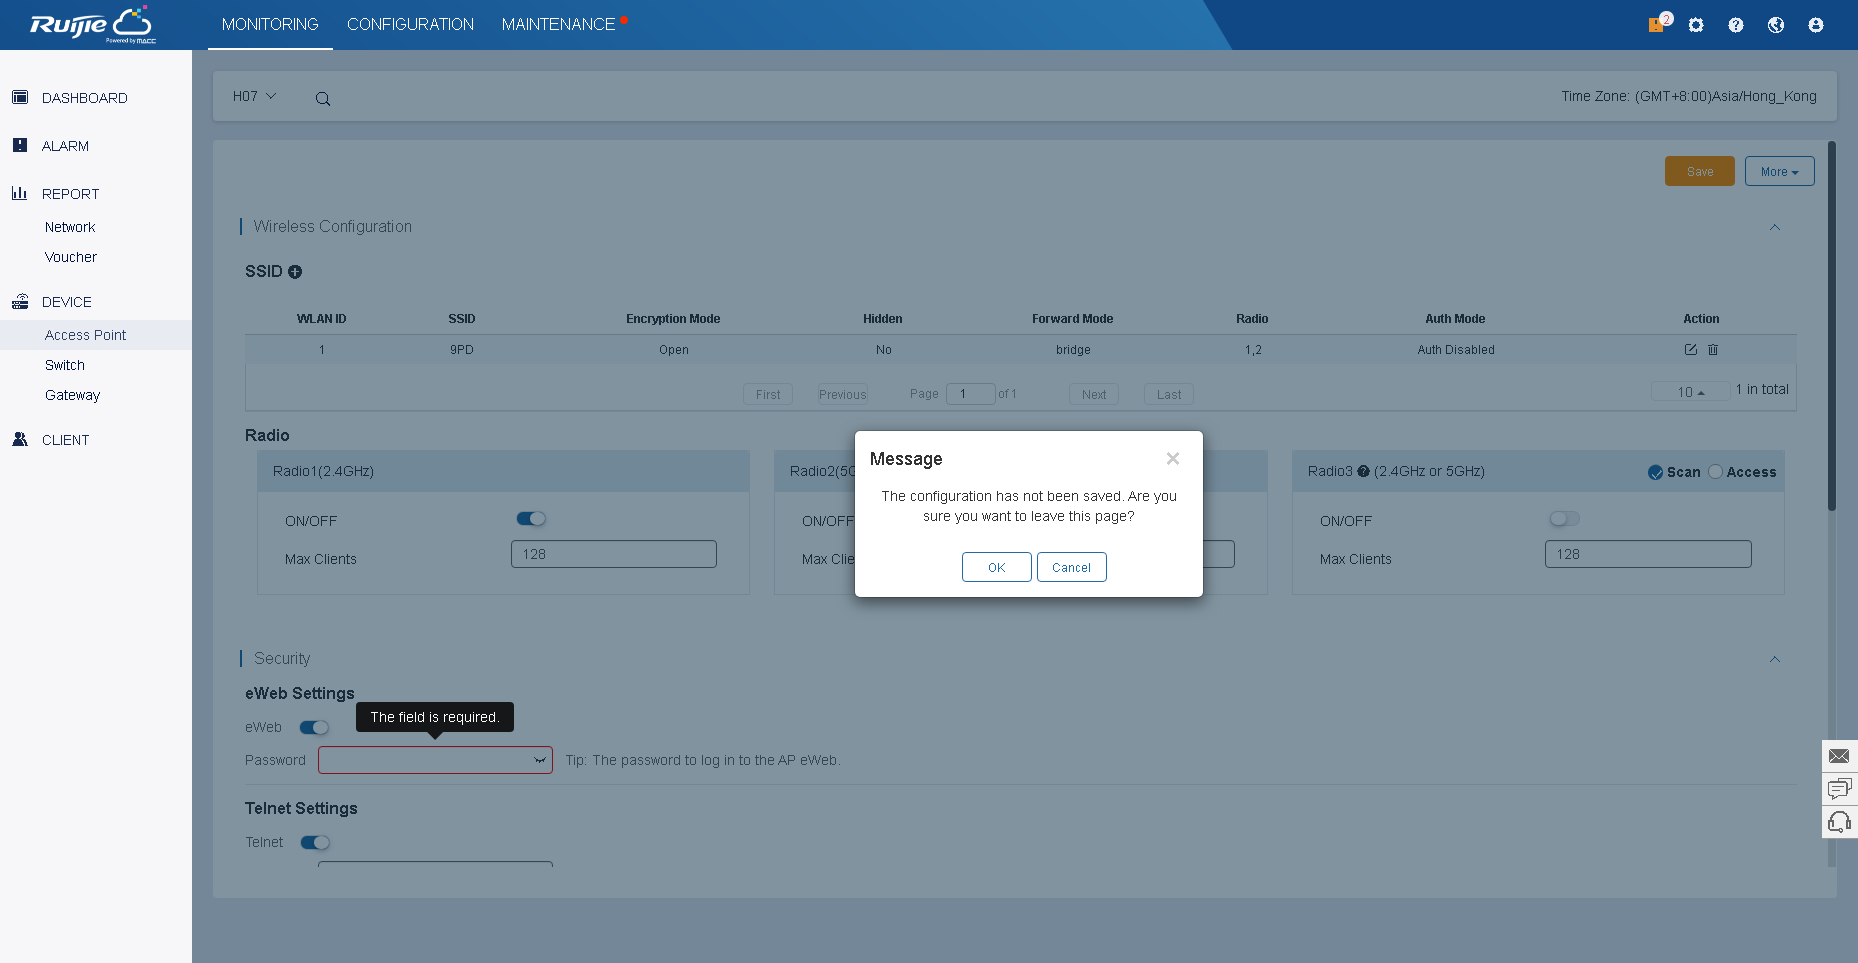 Ruijie
Powered by MACC
MONITORING
CONFIGURATION
MAINTENANCE
2
DASHBOARD
ALARM
REPORT
Network
Voucher
DEVICE
Access Point
Switch
Gateway
CLIENT
H07
Time Zone: (GMT+8:00)Asia/Hong_Kong
Save
More
Wireless Configuration
SSID
WLAN ID SSID Encryption Mode Hidden Forward Mode Radio Auth Mode Action
1 9PD Open No bridge 1,2 Auth Disabled
First Previous Page 1 of 1 Next Last 10 1 in total
Radio
Radio1(2.4GHz)
ON/OFF
Max Clients 128
Radio2(5G
ON/OFF
Max Clie
Radio3 (2.4GHz or 5GHz) Scan Access
ON/OFF
Max Clients 128
Message
The configuration has not been saved. Are you
sure you want to leave this page?
OK Cancel
Security
eWeb Settings
The field is required.
eWeb
Password
Tip: The password to log in to the AP eWeb.
Telnet Settings
Telnet